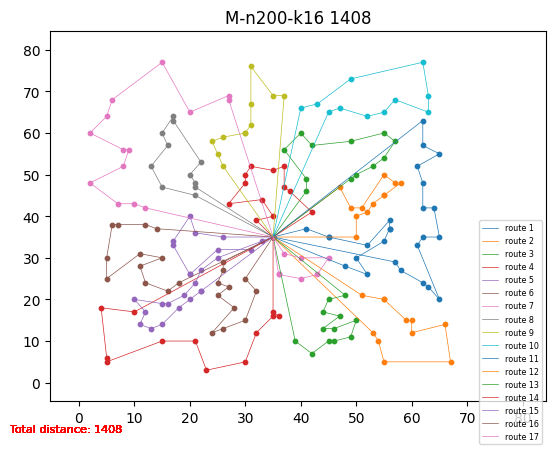 M-n200-k16 1408
80
70
60
50
40
30
20
10
0
0 10 20 30 40 50 60 70 80
route 1
route 2
route 3
route 4
route 5
route 6
route 7
route 8
route 9
route 10
route 11
route 12
route 13
route 14
route 15
route 16
route 17
Total distance: 1408